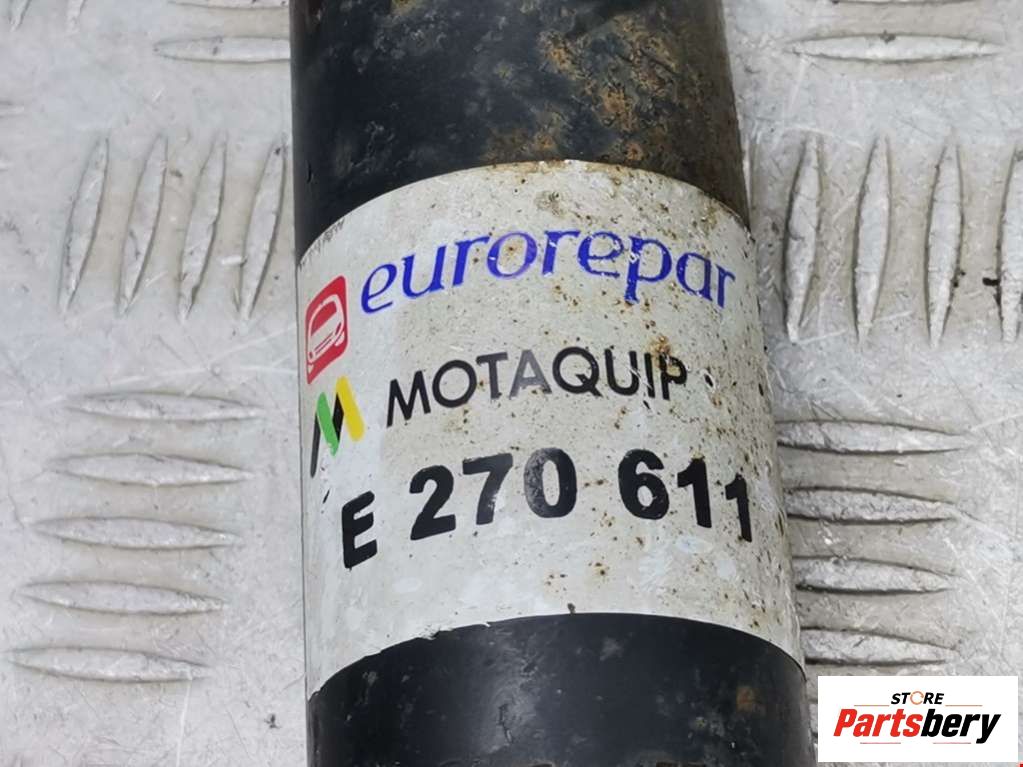 eurorepar
MOTAQUIP
E 270 611
STORE
Partsbery